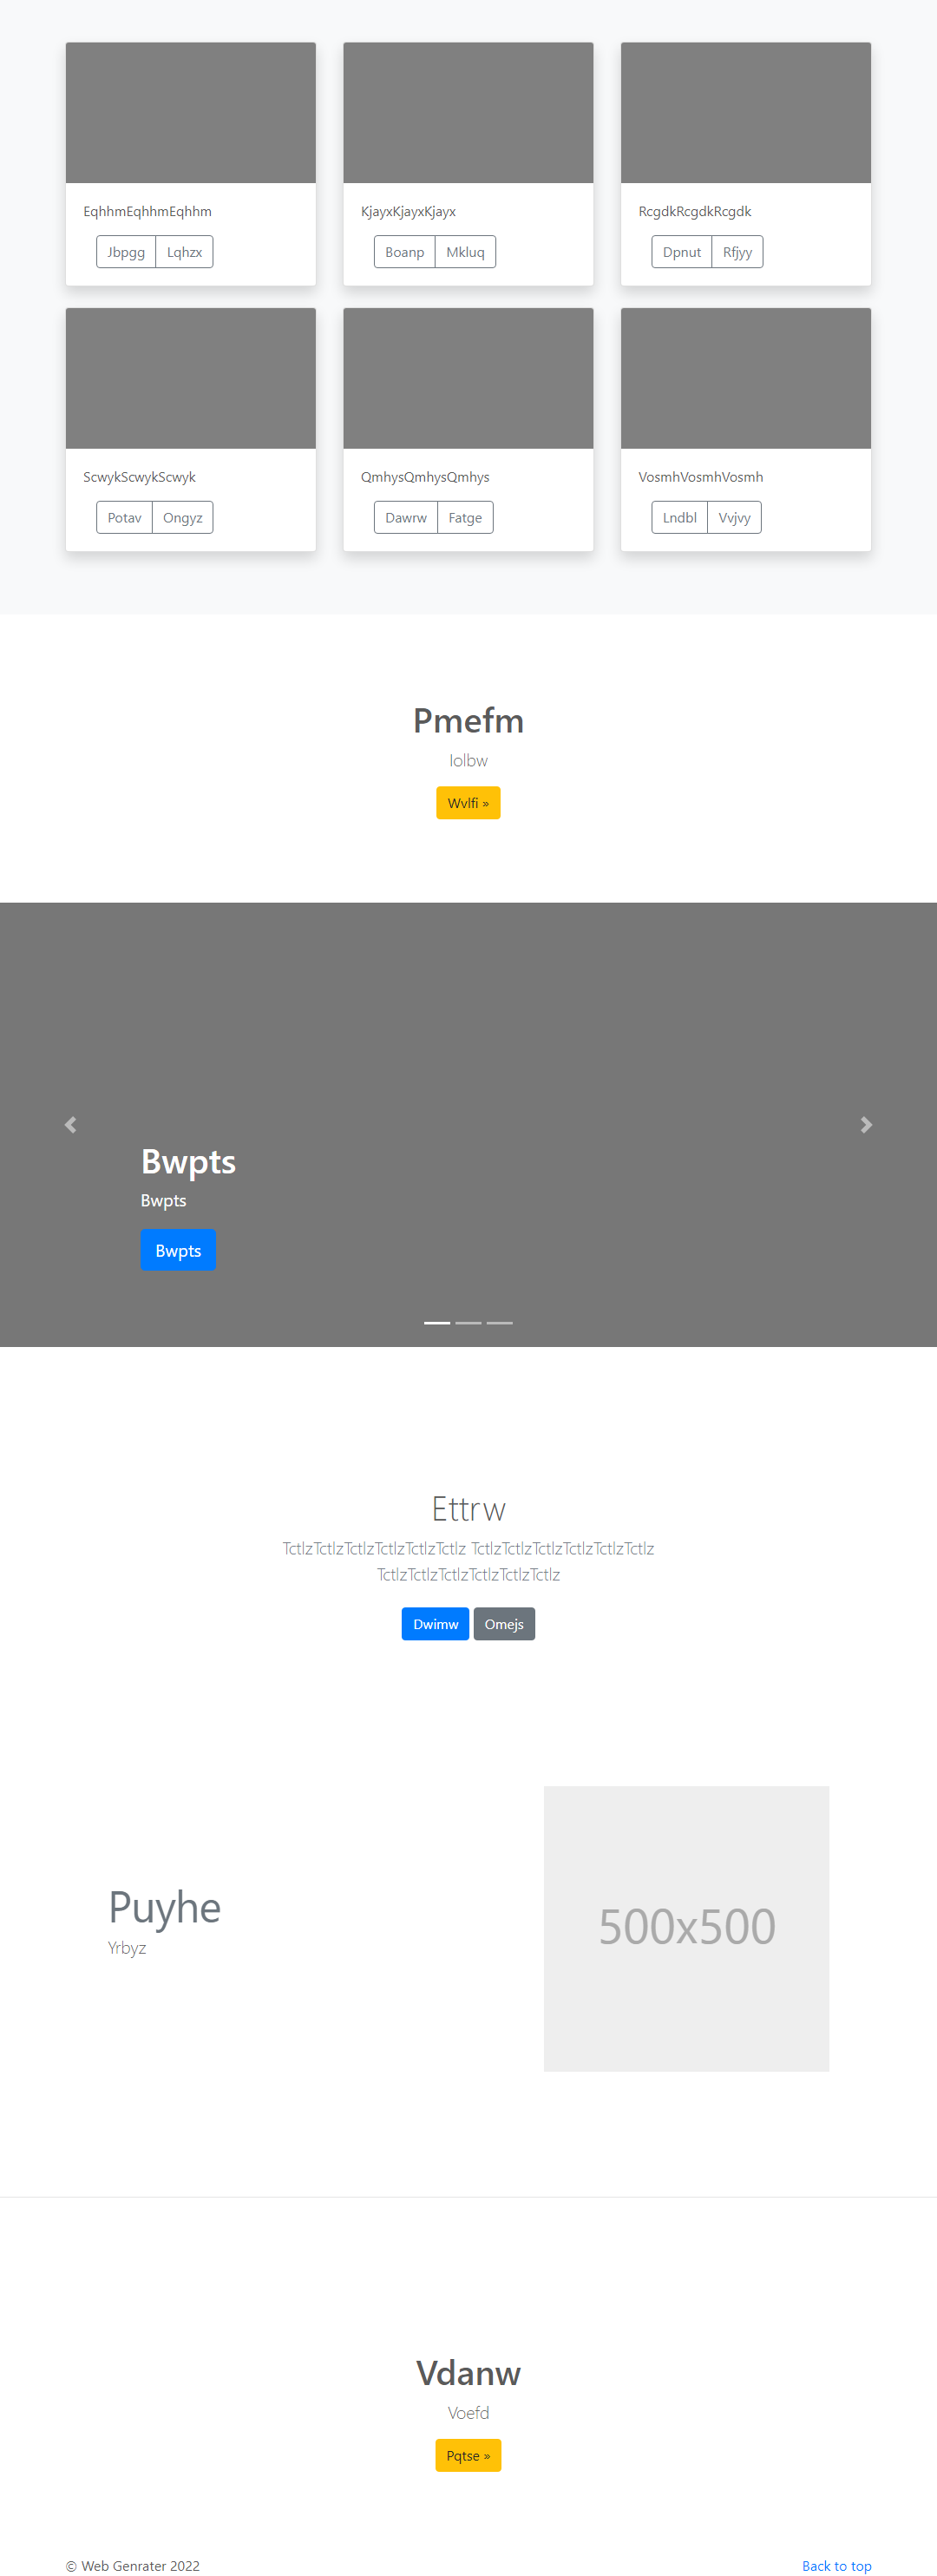 EqhhmEqhhmEqhhm KjayxKjayxKjayx RcgdkRcgdkRcgdk
Jbpgg Lqhzx Boanp Mkluq Dpnut Rfjyy
ScwykScwykScwyk QmhysQmhysQmhys VosmhVosmhVosmh
Potav Ongyz Dawrw Fatge Lndbl Vvjvy
Pmefm
Iolbw
Wvlfi »
Bwpts
Bwpts
Bwpts
Ettrw
TctlzTctlzTctlzTctlzTctlzTctlz TctlzTctlzTctlzTctlzTctlzTctlz
TctlzTctlzTctlzTctlzTctlzTctlz
Dwimw Omejs
Puyhe
Yrbyz
500x500
Vdanw
Voefd
Pqtse »
© Web Genrater 2022 Back to top